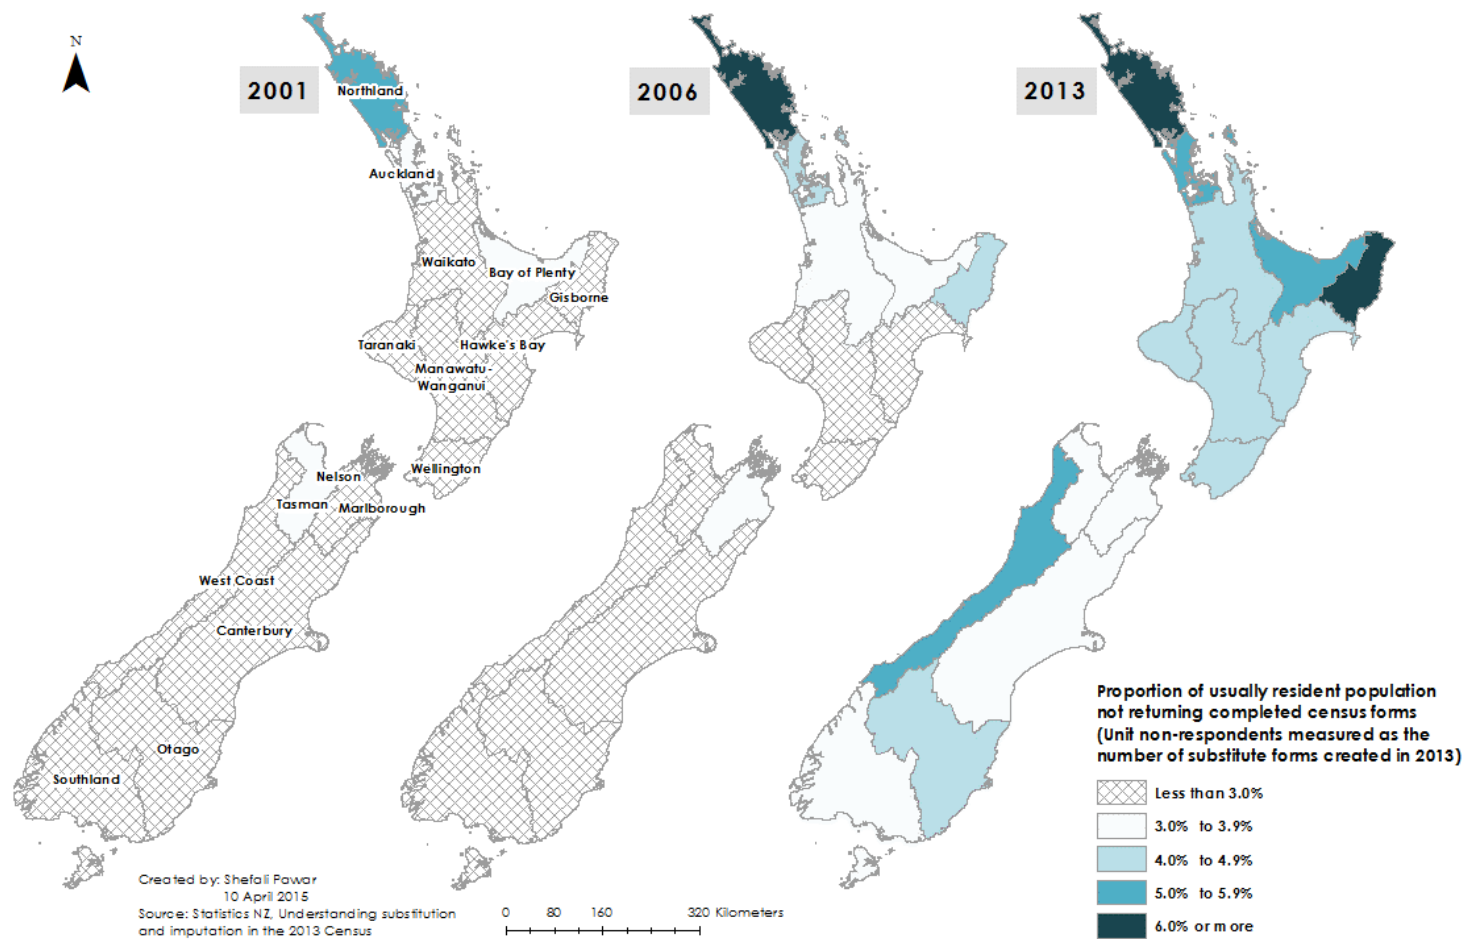 N
2001
2006
2013
Northland
Auckland
Waikato
Bay of Plenty
Gisborne
Taranaki
Hawke's Bay
Manawatu-
Wanganui
Wellington
Nelson
Tasman
Marlborough
West Coast
Canterbury
Otago
Southland
Proportion of usually resident population
not returning completed census forms
(Unit non-respondents measured as the
number of substitute forms created in 2013)
Less than 3.0%
3.0% to 3.9%
4.0% to 4.9%
5.0% to 5.9%
6.0% or more
Created by: Shefali Pawar
10 April 2015
Source: Statistics NZ, Understanding substitution
and imputation in the 2013 Census
0 80 160 320 Kilometers